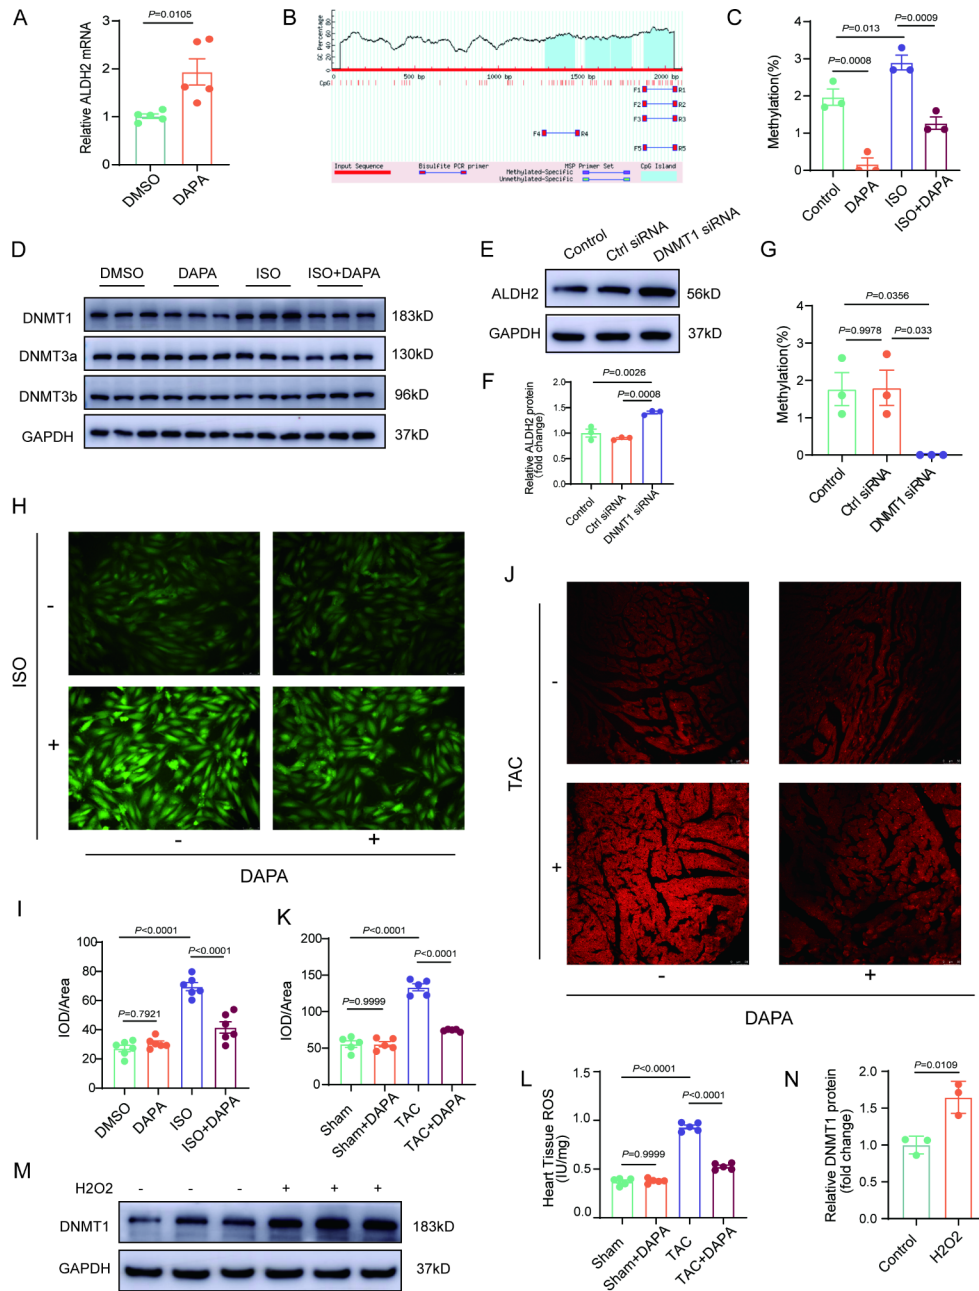 A
Relative ALDH2 mRNA
P=0.0105
3
2
1
0
DMSO
DAPA
B
GC Percentage
CpG
500 bp
1000 bp
1500 bp
2000 bp
F1 R1
F2 R2
F3 R3
F4 R4
F5 R5
Input Sequence
Bisulfite PCR primer
MSP Primer Set
CpG Island
Methylated-Specific
Unmethylated-Specific
C
Methylation(%)
P=0.0009
P=0.013
P=0.0008
4
3
2
1
0
Control
DAPA
ISO
ISO+DAPA
D
DMSO DAPA ISO ISO+DAPA
DNMT1 183kD
DNMT3a 130kD
DNMT3b 96kD
GAPDH 37kD
E
Control Ctrl siRNA DNMT1 siRNA
ALDH2 56kD
GAPDH 37kD
F
Relative ALDH2 protein
(fold change)
P=0.0026
P=0.0008
2.0
1.5
1.0
0.5
0.0
Control
Ctrl siRNA
DNMT1 siRNA
G
Methylation(%)
P=0.0356
P=0.9978 P=0.033
4
3
2
1
0
Control
Ctrl siRNA
DNMT1 siRNA
H
ISO
-
+
- +
DAPA
J
TAC
-
+
- +
DAPA
I
IOD/Area
P<0.0001
P<0.0001
P=0.7921
100
80
60
40
20
0
DMSO
DAPA
ISO
ISO+DAPA
K
IOD/Area
P<0.0001
P<0.0001
P=0.9999
200
150
100
50
0
Sham
Sham+DAPA
TAC
TAC+DAPA
L
Heart Tissue ROS
(IU/mg)
P<0.0001
P<0.0001
P=0.9999
1.5
1.0
0.5
0.0
Sham
Sham+DAPA
TAC
TAC+DAPA
M
H2O2 - - - + + +
DNMT1 183kD
GAPDH 37kD
N
Relative DNMT1 protein
(fold change)
P=0.0109
2.0
1.5
1.0
0.5
0.0
Control
H2O2